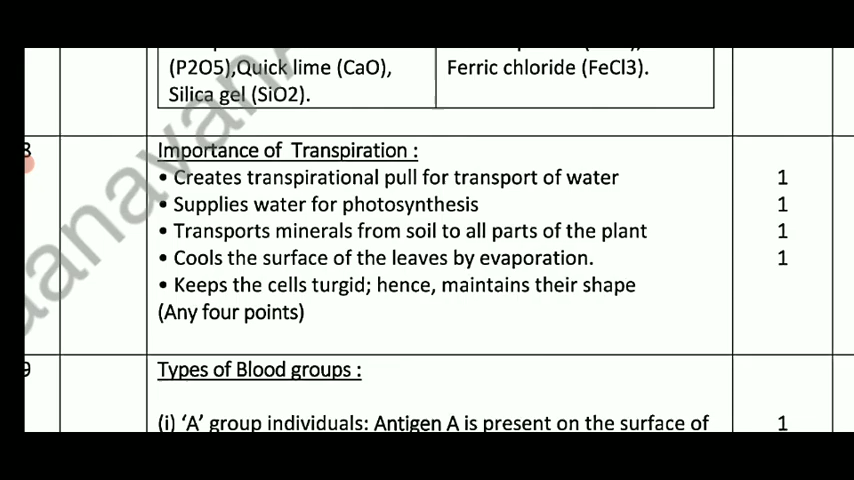 (P2O5),Quick lime (CaO),
Silica gel (SiO2).
Ferric chloride (FeCl3).
Importance of Transpiration :
• Creates transpirational pull for transport of water 1
• Supplies water for photosynthesis 1
• Transports minerals from soil to all parts of the plant 1
• Cools the surface of the leaves by evaporation. 1
• Keeps the cells turgid; hence, maintains their shape
(Any four points)
9
Types of Blood groups :
(i) ‘A’ group individuals: Antigen A is present on the surface of 1